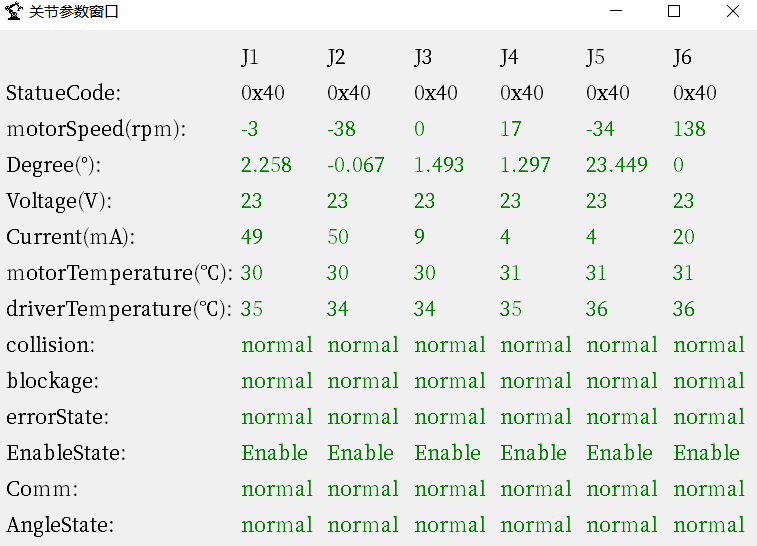 关节参数窗口
J1 J2 J3 J4 J5 J6
StatueCode: 0x40 0x40 0x40 0x40 0x40 0x40
motorSpeed(rpm): -3 -38 0 17 -34 138
Degree(°): 2.258 -0.067 1.493 1.297 23.449 0
Voltage(V): 23 23 23 23 23 23
Current(mA): 49 50 9 4 4 20
motorTemperature(℃): 30 30 30 31 31 31
driverTemperature(℃): 35 34 34 35 36 36
collision: normal normal normal normal normal normal
blockage: normal normal normal normal normal normal
errorState: normal normal normal normal normal normal
EnableState: Enable Enable Enable Enable Enable Enable
Comm: normal normal normal normal normal normal
AngleState: normal normal normal normal normal normal